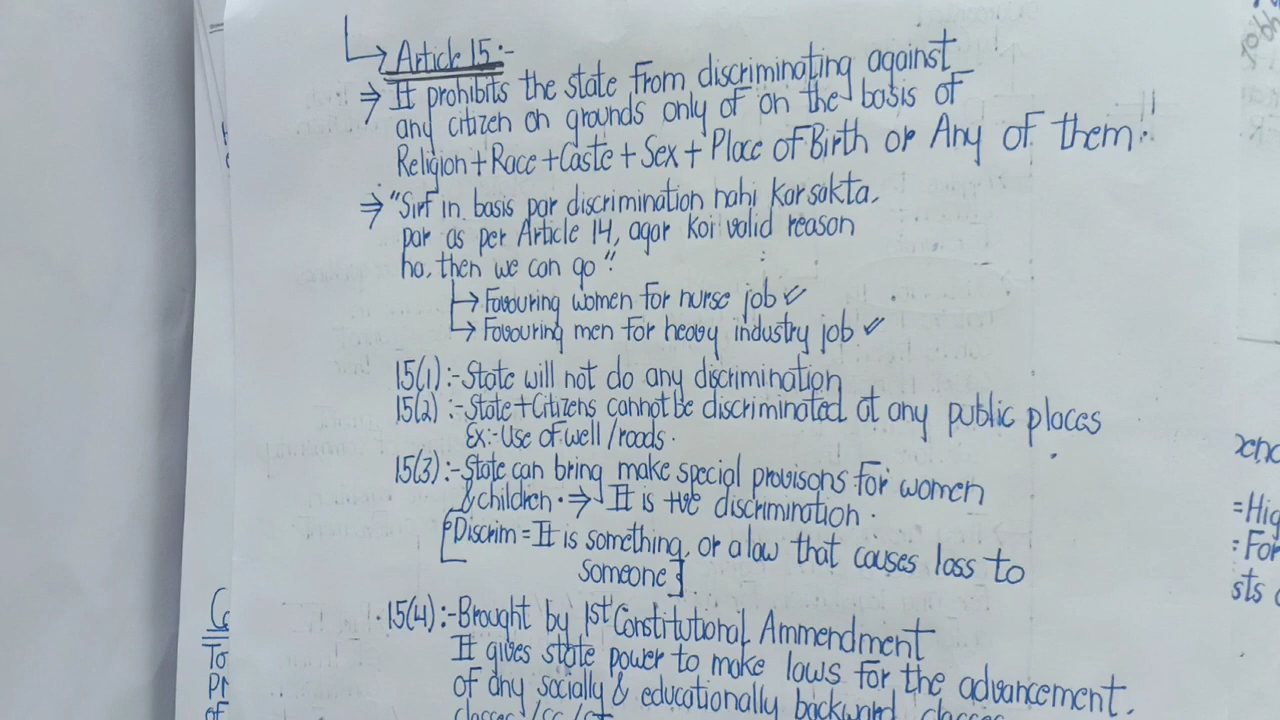 Article 15:-
⇒ It prohibits the state from discriminating against
any citizen on grounds only of on the basis of
Religion + Race + Caste + Sex + Place of Birth or Any of them."
⇒ "Sirf in basis par discrimination nahi kar sakta,
par as per Article 14, agar koi valid reason
ho, then we can go"
→ Favouring women for nurse job ✓
→ Favouring men for heavy industry job ✓
15(1):- State will not do any discrimination
15(2):- State + Citizens cannot be discriminated at any public places
Ex:- Use of well/roads.
15(3):- State can bring make special provisons for women
& children. ⇒ It is +ve discrimination.
[Discrim = It is something, or a law that causes loss to
someone]
15(4):- Brought by 1st Constitutional Ammendment
It gives state power to make laws for the advancement.
of any socially & educationally backward classes
To